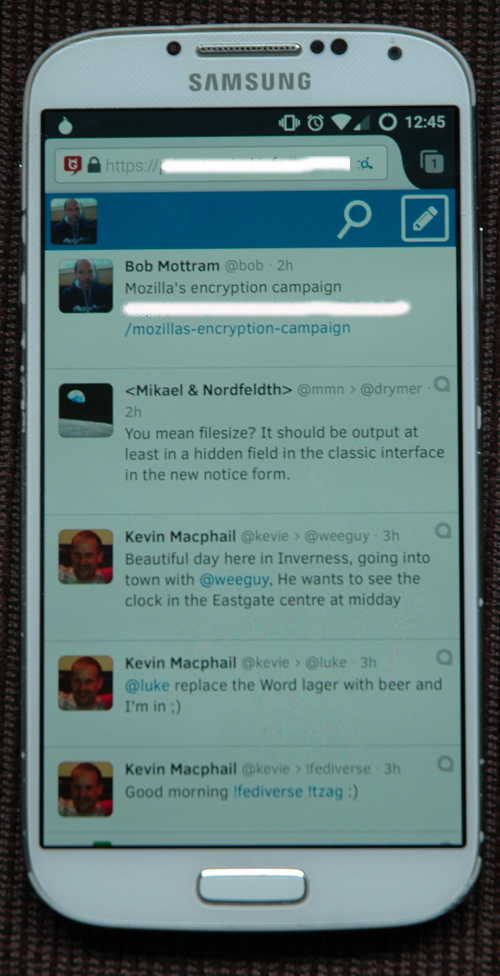 SAMSUNG
12:45
https://
1
Bob Mottram @bob · 2h
Mozilla's encryption campaign
/mozillas-encryption-campaign
<Mikael & Nordfeldth> @mmn > @drymer ·
2h
You mean filesize? It should be output at
least in a hidden field in the classic interface
in the new notice form.
Kevin Macphail @kevie > @weeguy · 3h
Beautiful day here in Inverness, going into
town with @weeguy, He wants to see the
clock in the Eastgate centre at midday
Kevin Macphail @kevie > @luke · 3h
@luke replace the Word lager with beer and
I'm in ;)
Kevin Macphail @kevie > !fediverse · 3h
Good morning !fediverse !tzag :)